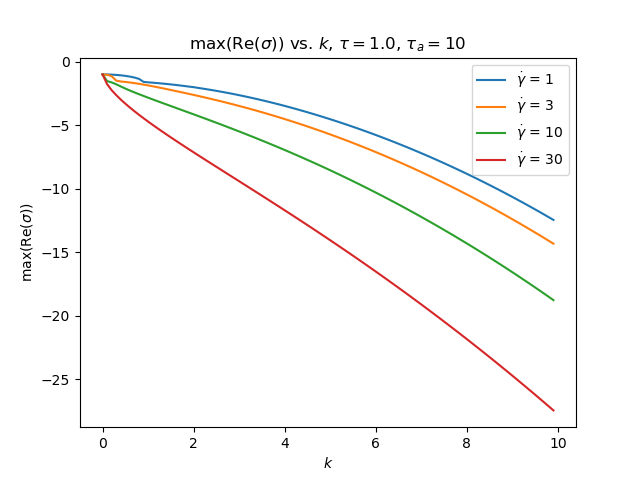 max(Re(σ)) vs. k, τ = 1.0, τₐ = 10
γ̇ = 1
γ̇ = 3
γ̇ = 10
γ̇ = 30
max(Re(σ))
0
−5
−10
−15
−20
−25
0 2 4 6 8 10
k